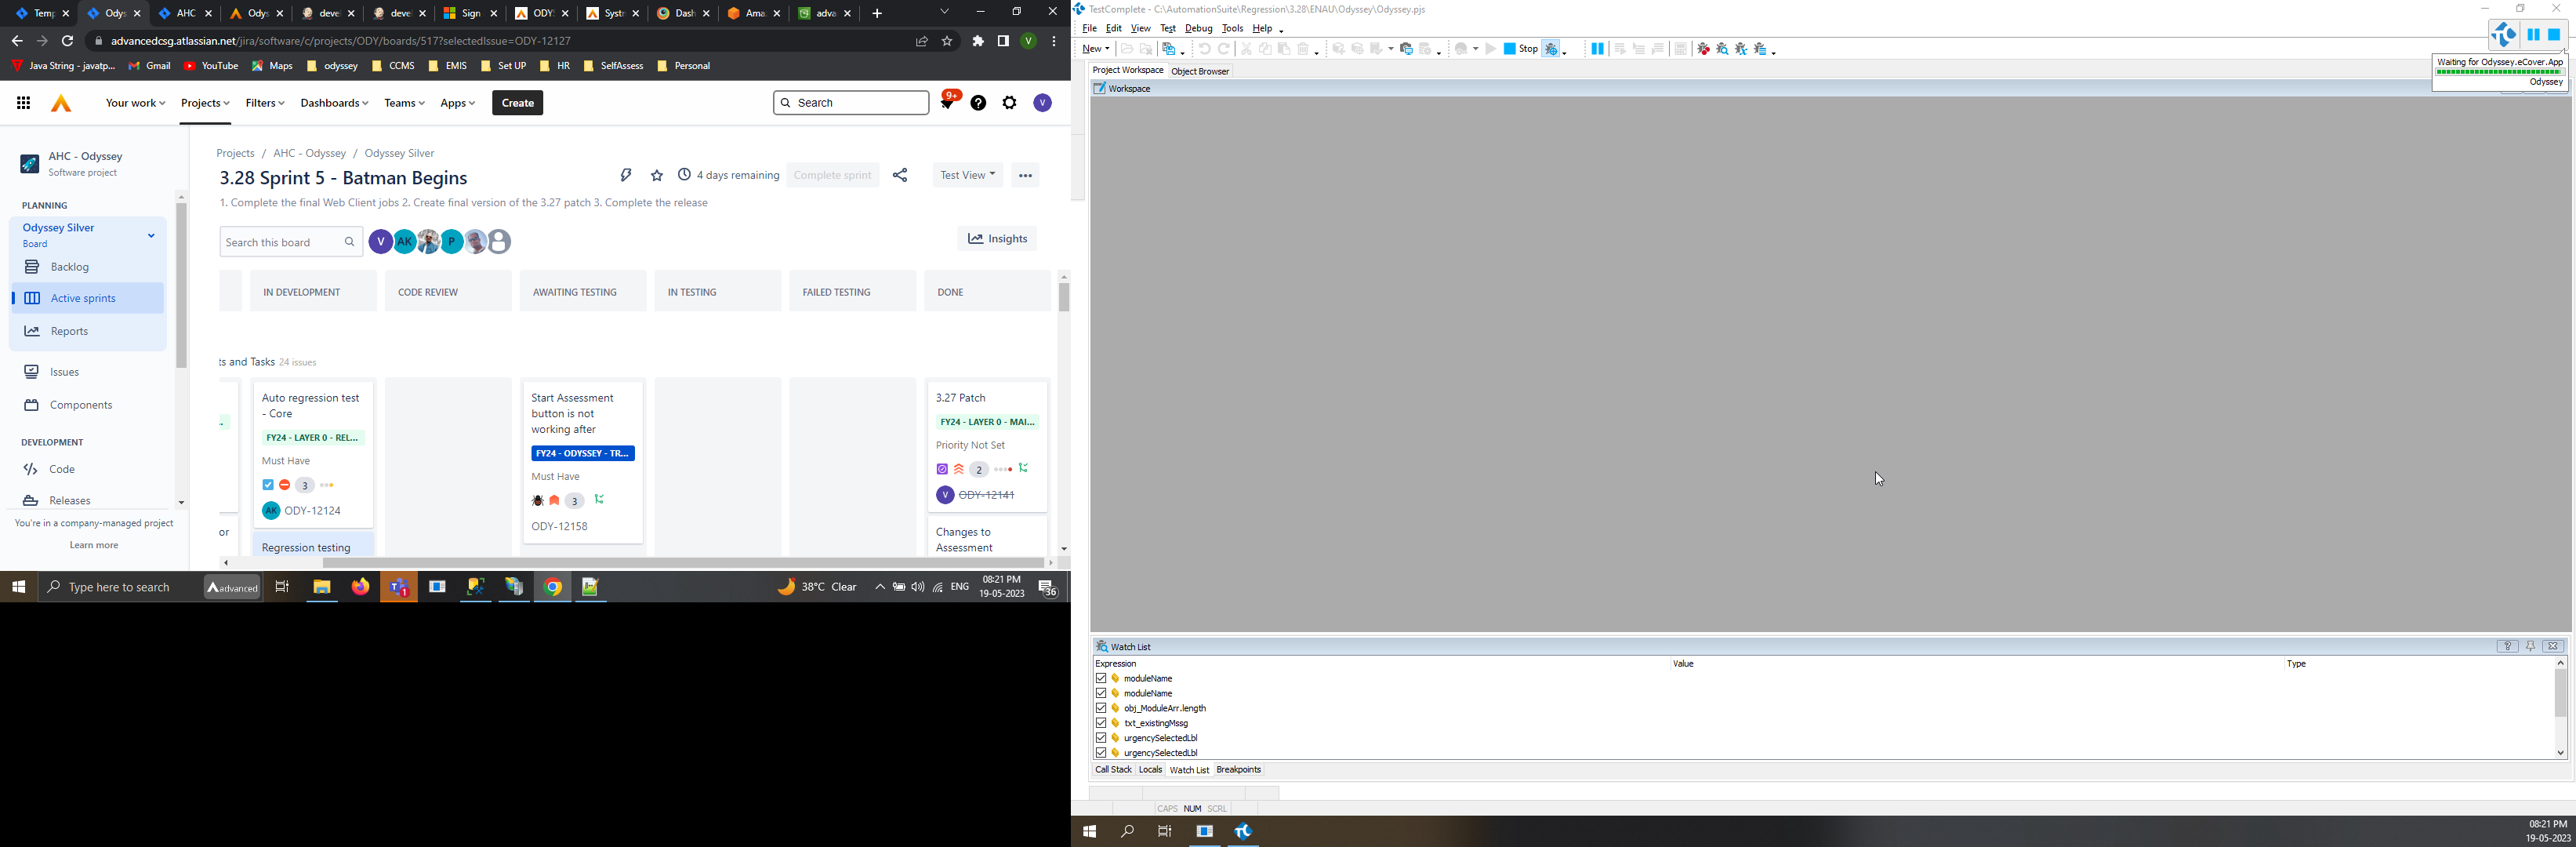 Temp
Odys
AHC
Odys
devel
devel
Sign
ODY
Syst
Dash
Ama
adva
advancedcsg.atlassian.net/jira/software/c/projects/ODY/boards/517?selectedIssue=ODY-12127
V
Java String - javatp...
Gmail
YouTube
Maps
odyssey
CCMS
EMIS
Set UP
HR
SelfAssess
Personal
Your work
Projects
Filters
Dashboards
Teams
Apps
Create
Search
9+
V
AHC - Odyssey
Software project
PLANNING
Odyssey Silver
Board
Backlog
Active sprints
Reports
Issues
Components
DEVELOPMENT
Code
Releases
You're in a company-managed project
Learn more
Projects / AHC - Odyssey / Odyssey Silver
3.28 Sprint 5 - Batman Begins
4 days remaining
Complete sprint
Test View
1. Complete the final Web Client jobs 2. Create final version of the 3.27 patch 3. Complete the release
Search this board
V
AK
P
Insights
IN DEVELOPMENT
CODE REVIEW
AWAITING TESTING
IN TESTING
FAILED TESTING
DONE
ts and Tasks 24 issues
or
Auto regression test
- Core
FY24 - LAYER 0 - REL...
Must Have
3
AK ODY-12124
Regression testing
Start Assessment
button is not
working after
FY24 - ODYSSEY - TR...
Must Have
3
ODY-12158
3.27 Patch
FY24 - LAYER 0 - MAI...
Priority Not Set
2
V ODY-12141
Changes to
Assessment
Type here to search
advanced
1
38°C Clear
ENG
08:21 PM
19-05-2023
36
TestComplete - C:\AutomationSuite\Regression\3.28\ENAU\Odyssey\Odyssey.pjs
File Edit View Test Debug Tools Help
New
Stop
Project Workspace
Object Browser
Workspace
Waiting for Odyssey.eCover.App
Odyssey
Watch List
Expression
Value
Type
moduleName
moduleName
obj_ModuleArr.length
txt_existingMssg
urgencySelectedLbl
urgencySelectedLbl
Call Stack
Locals
Watch List
Breakpoints
CAPS NUM SCRL
08:21 PM
19-05-2023